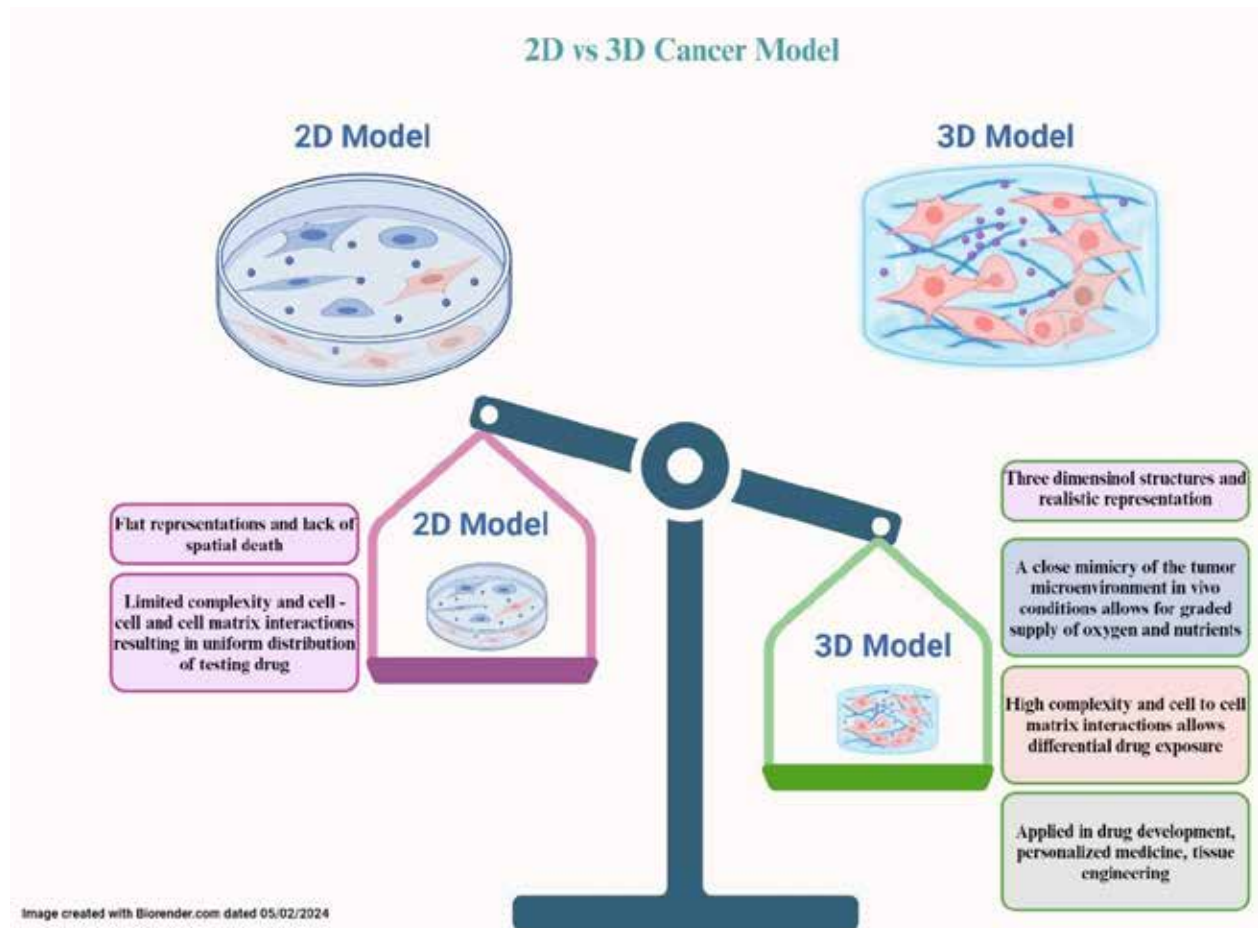 2D vs 3D Cancer Model
2D Model
3D Model
Flat representations and lack of
spatial death
Limited complexity and cell -
cell and cell matrix interactions
resulting in uniform distribution
of testing drug
2D Model
3D Model
Three dimensinol structures and
realistic representation
A close mimicry of the tumor
microenvironment in vivo
conditions allows for graded
supply of oxygen and nutrients
High complexity and cell to cell
matrix interactions allows
differential drug exposure
Applied in drug development,
personalized medicine, tissue
engineering
Image created with Biorender.com dated 05/02/2024